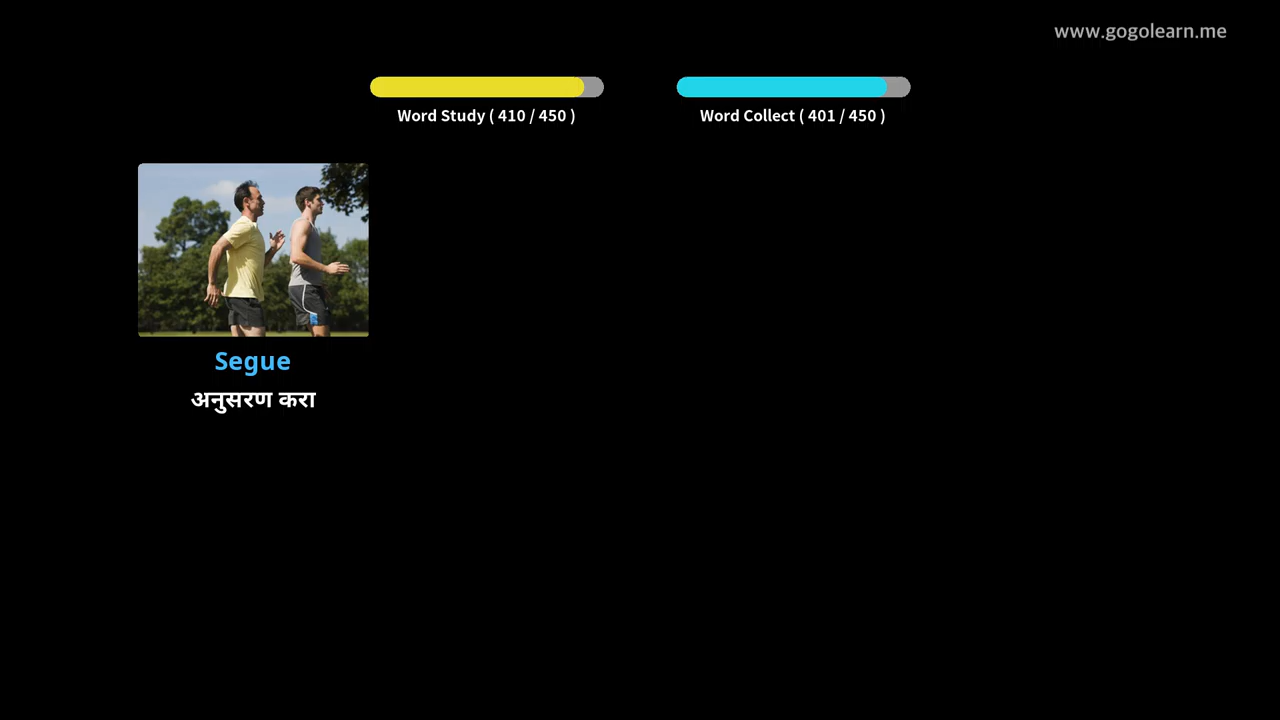 www.gogolearn.me
Word Study ( 410 / 450 )
Word Collect ( 401 / 450 )
Segue
अनुसरण करा